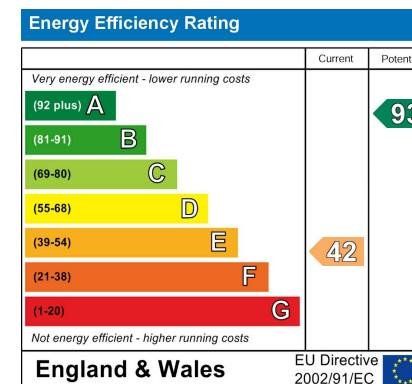 Energy Efficiency Rating
Current Potent
Very energy efficient - lower running costs
(92 plus) A
93
(81-91) B
(69-80) C
(55-68) D
(39-54) E
42
(21-38) F
(1-20) G
Not energy efficient - higher running costs
England & Wales
EU Directive
2002/91/EC